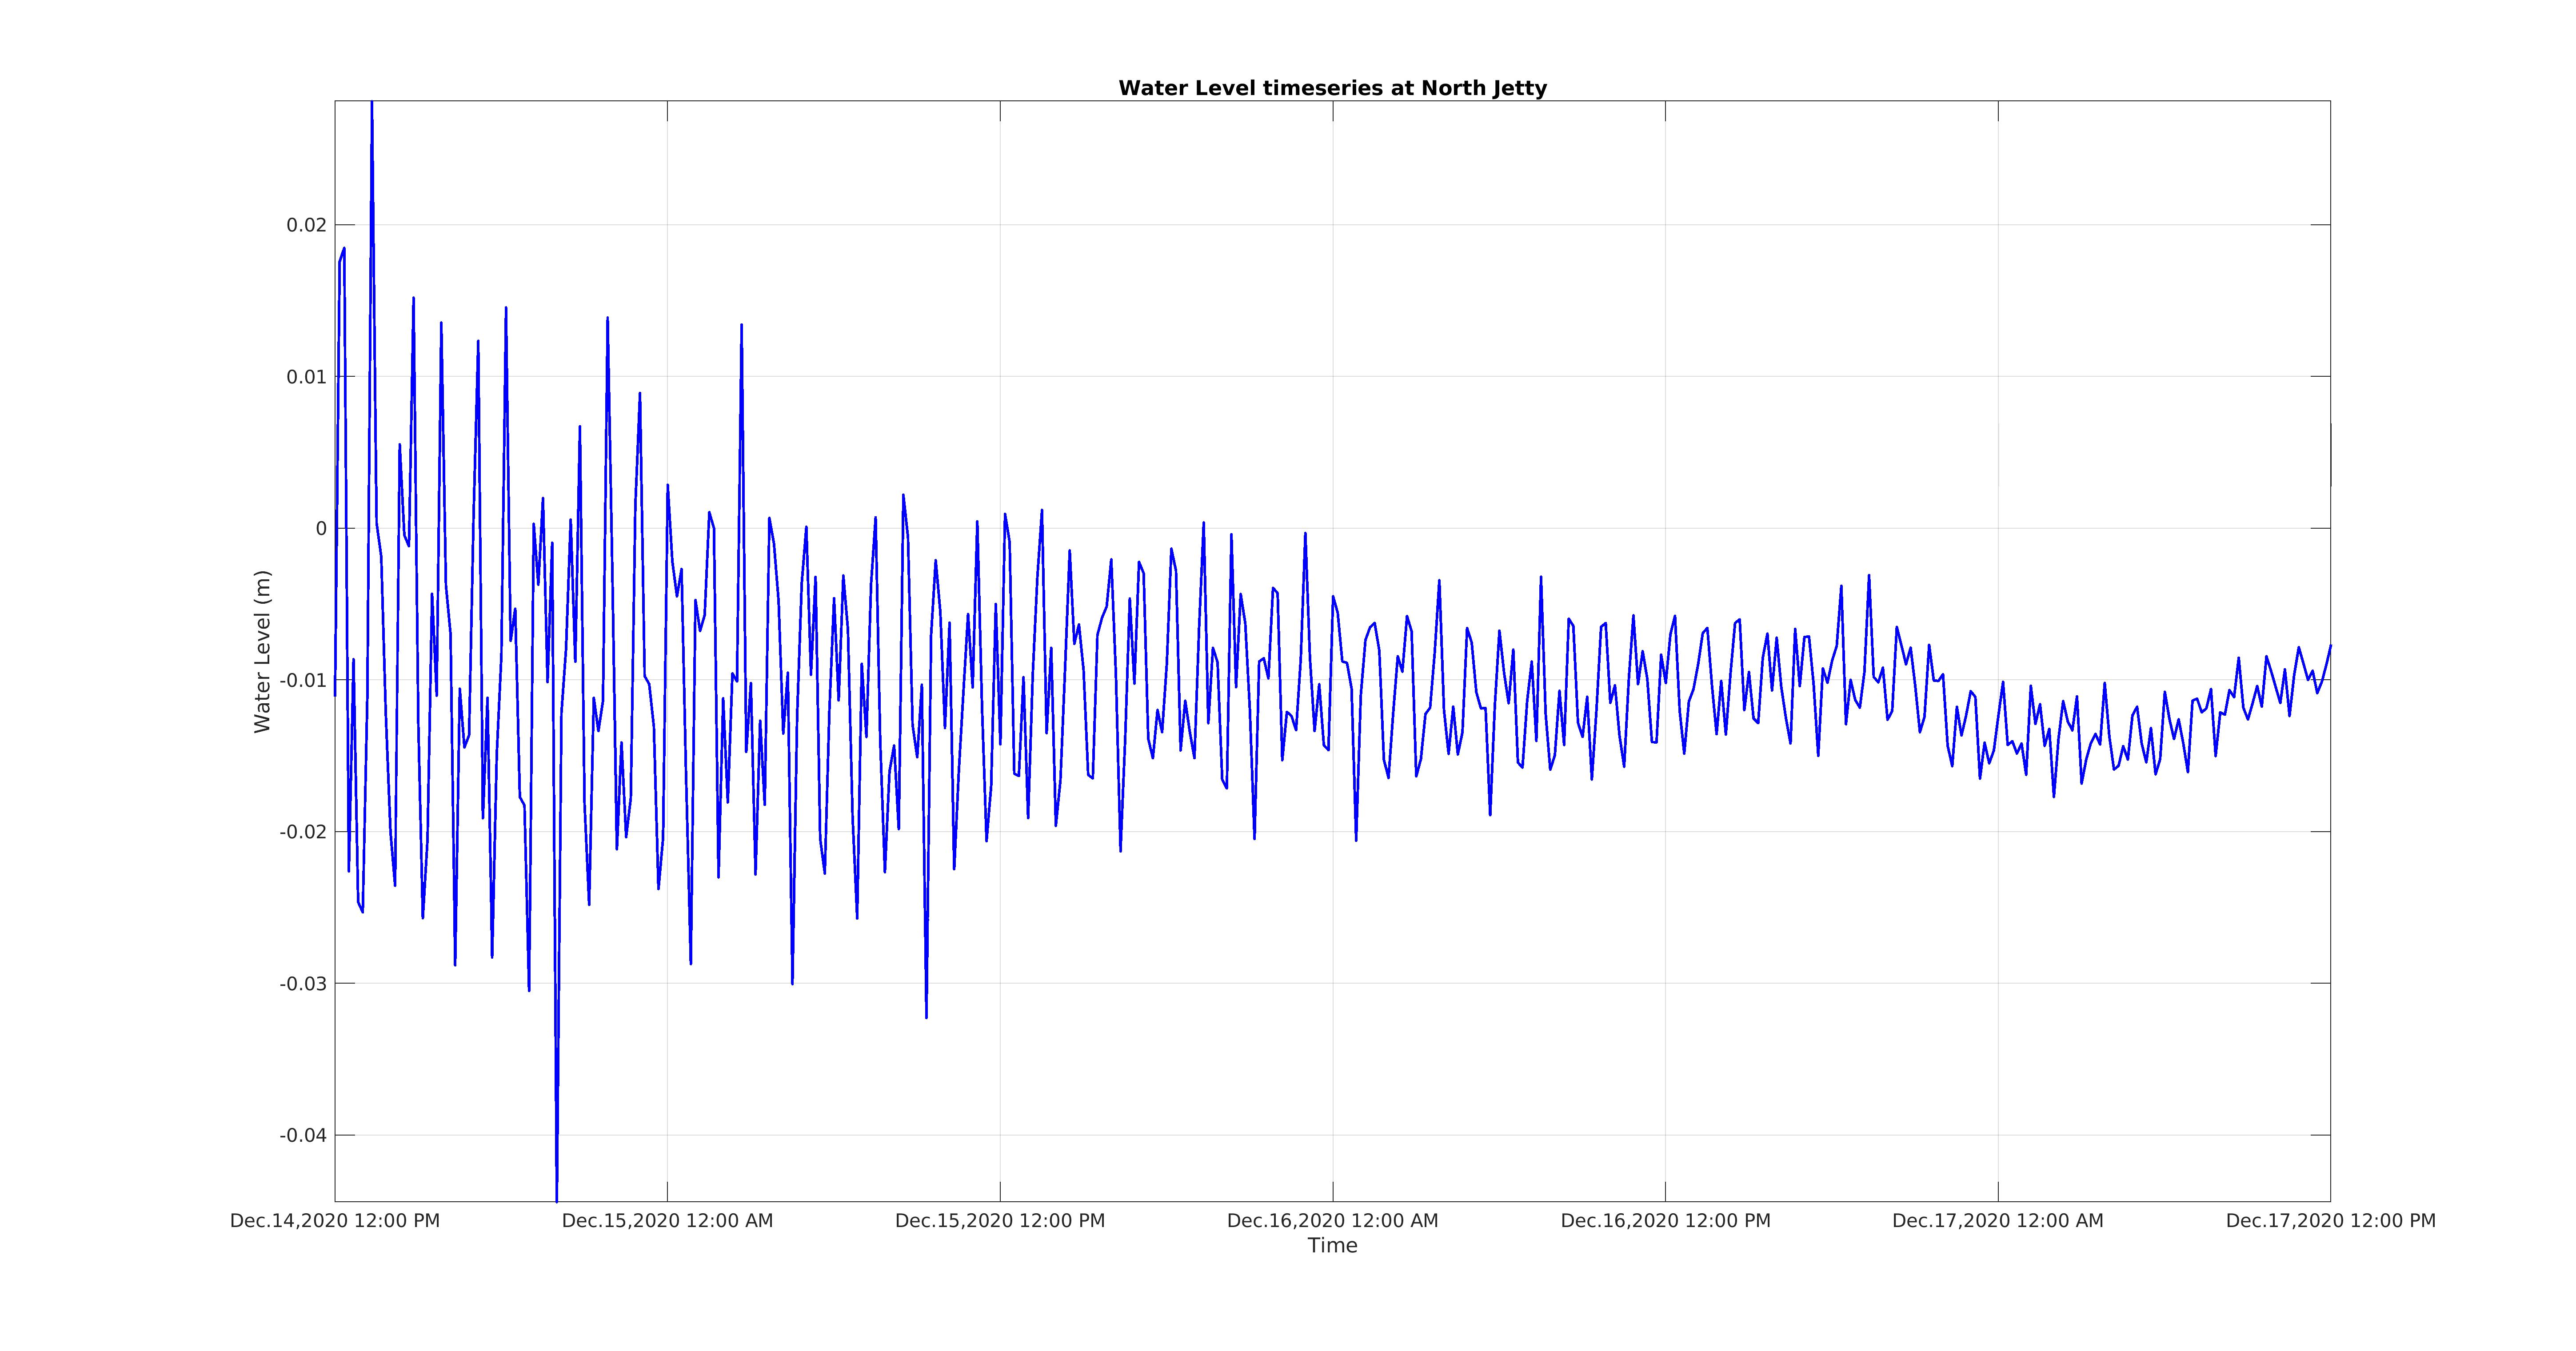 Water Level timeseries at North Jetty
0.02
0.01
0
-0.01
-0.02
-0.03
-0.04
Water Level (m)
Dec.14,2020 12:00 PM Dec.15,2020 12:00 AM Dec.15,2020 12:00 PM Dec.16,2020 12:00 AM Dec.16,2020 12:00 PM Dec.17,2020 12:00 AM Dec.17,2020 12:00 PM
Time